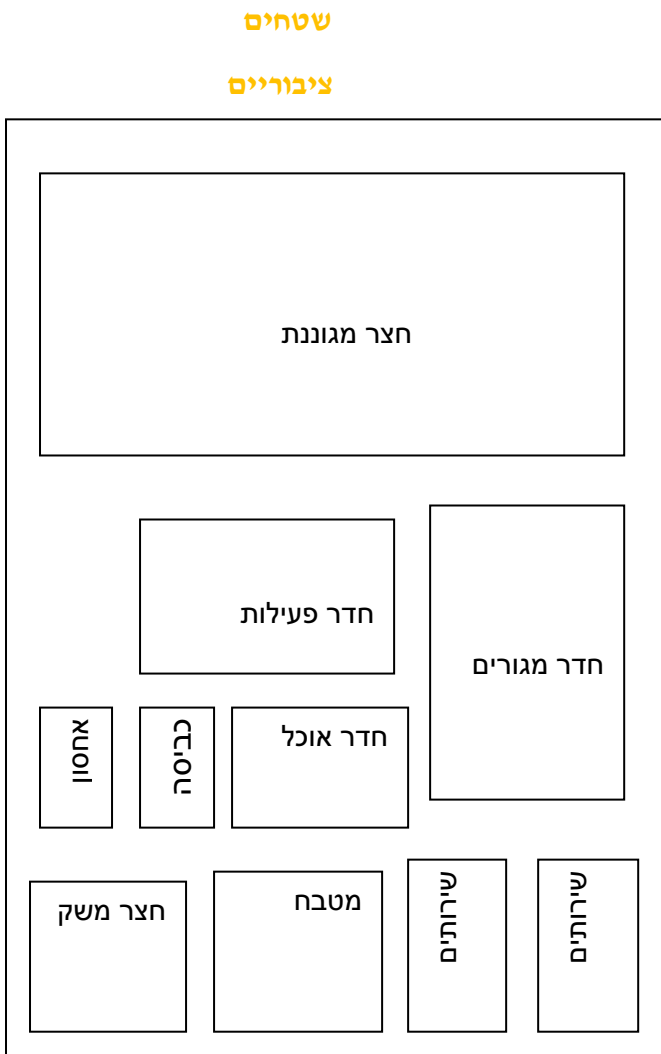 שטחים
ציבוריים
חצר מגוננת
חדר פעילות
חדר מגורים
אחסון
כביסה
חדר אוכל
חצר משק
מטבח
שירותים
שירותים